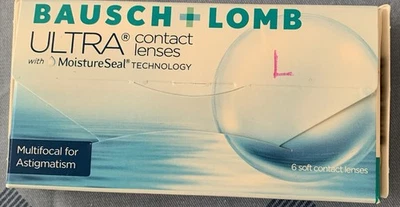 BAUSCH + LOMB
ULTRA® contact lenses
with MoistureSeal® TECHNOLOGY
L
Multifocal for
Astigmatism
6 soft contact lenses